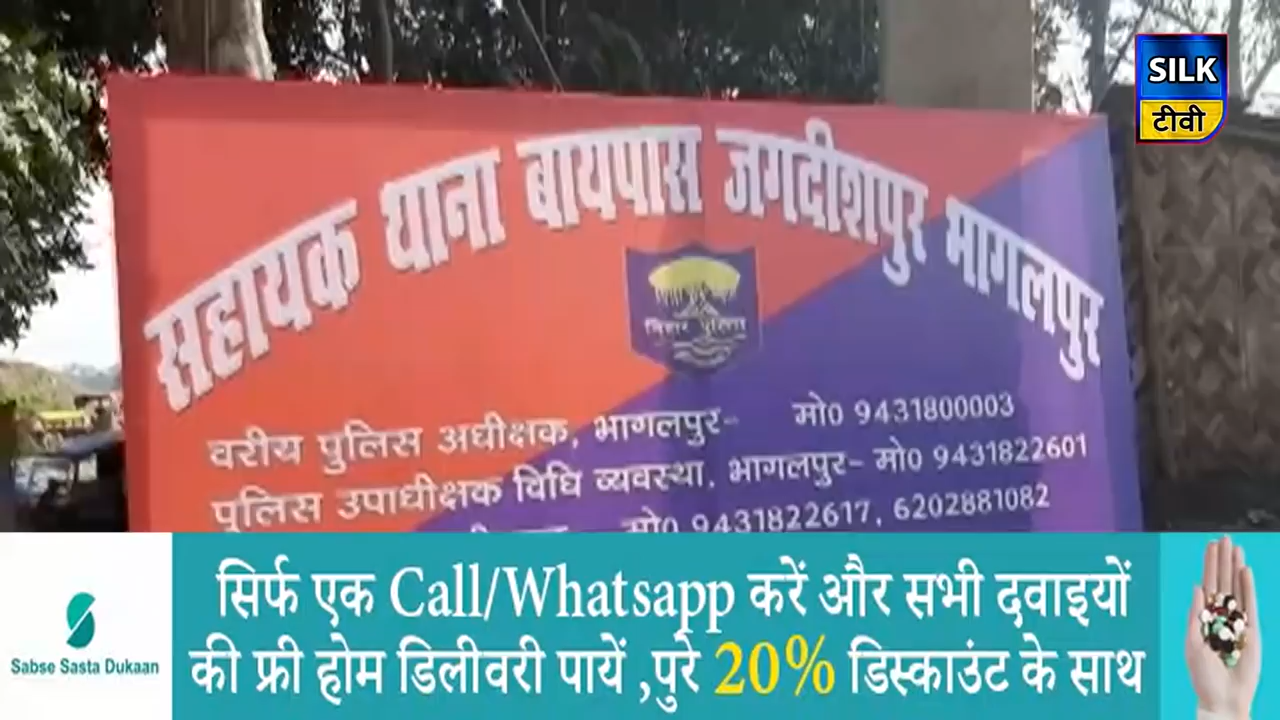 SILK
टीवी
सहायक थाना बायपास जगदीशपुर भागलपुर
बिहार पुलिस
वरीय पुलिस अधीक्षक, भागलपुर- मो0 9431800003
पुलिस उपाधीक्षक विधि व्यवस्था, भागलपुर- मो0 9431822601
मो0 9431822617, 6202881082
Sabse Sasta Dukaan
सिर्फ एक Call/Whatsapp करें और सभी दवाइयों
की फ्री होम डिलीवरी पायें ,पुरे 20% डिस्काउंट के साथ